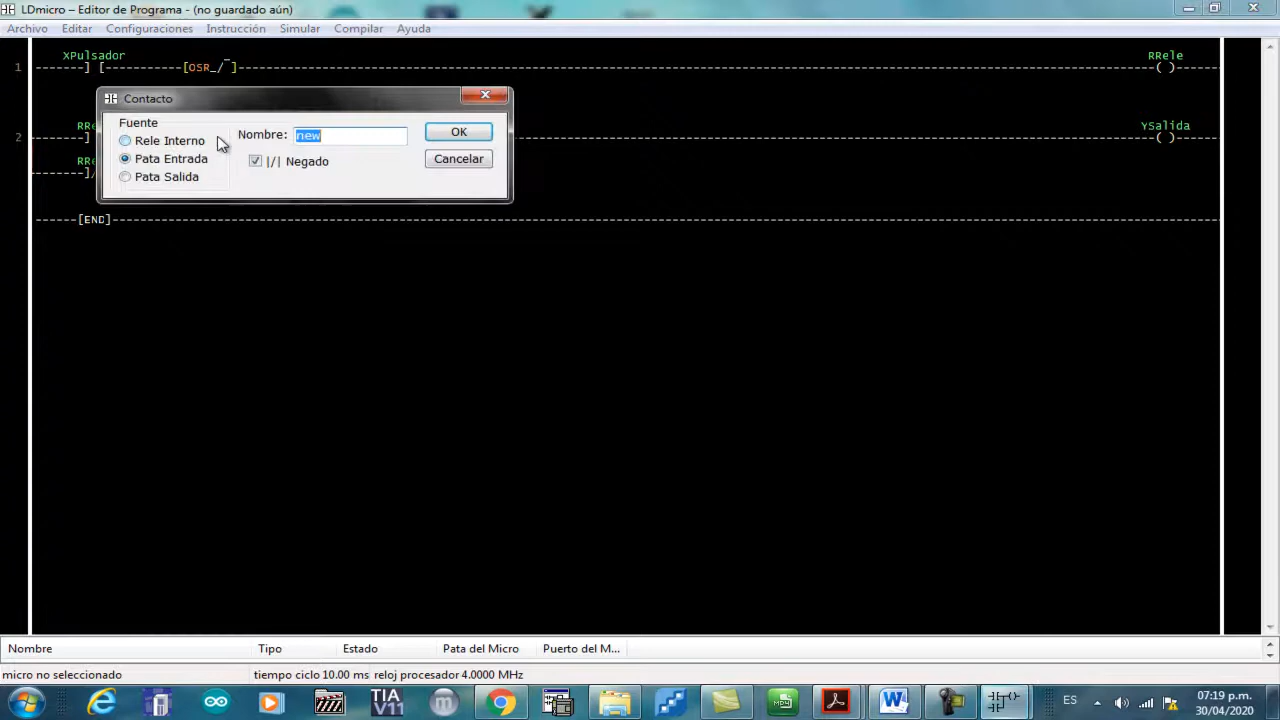 LDmicro – Editor de Programa - (no guardado aún)
Archivo Editar Configuraciones Instrucción Simular Compilar Ayuda
XPulsador RRele
1 ------] [----------[OSR_/‾]------( )------
RRe YSalida
2 ------] ------( )------
RRe
------]/
------[END]------
Contacto
Fuente
Rele Interno
Pata Entrada
Pata Salida
Nombre: new
|/| Negado
OK
Cancelar
Nombre Tipo Estado Pata del Micro Puerto del M...
micro no seleccionado tiempo ciclo 10.00 ms reloj procesador 4.0000 MHz
TIA V11
m
MD4
W
ES
07:19 p.m.
30/04/2020